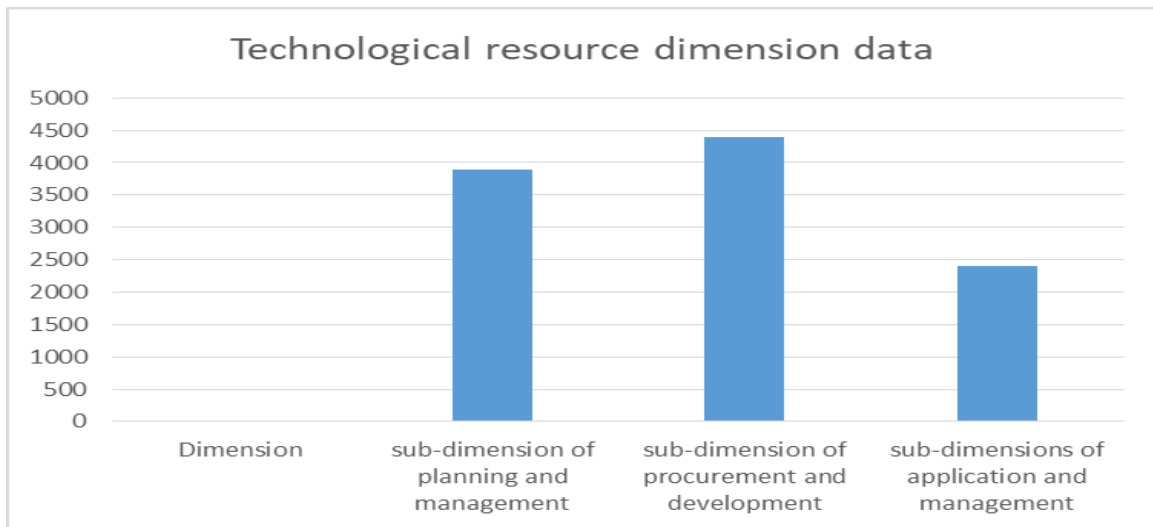 Technological resource dimension data
5000
4500
4000
3500
3000
2500
2000
1500
1000
500
0
Dimension
sub-dimension of
planning and
management
sub-dimension of
procurement and
development
sub-dimensions of
application and
management